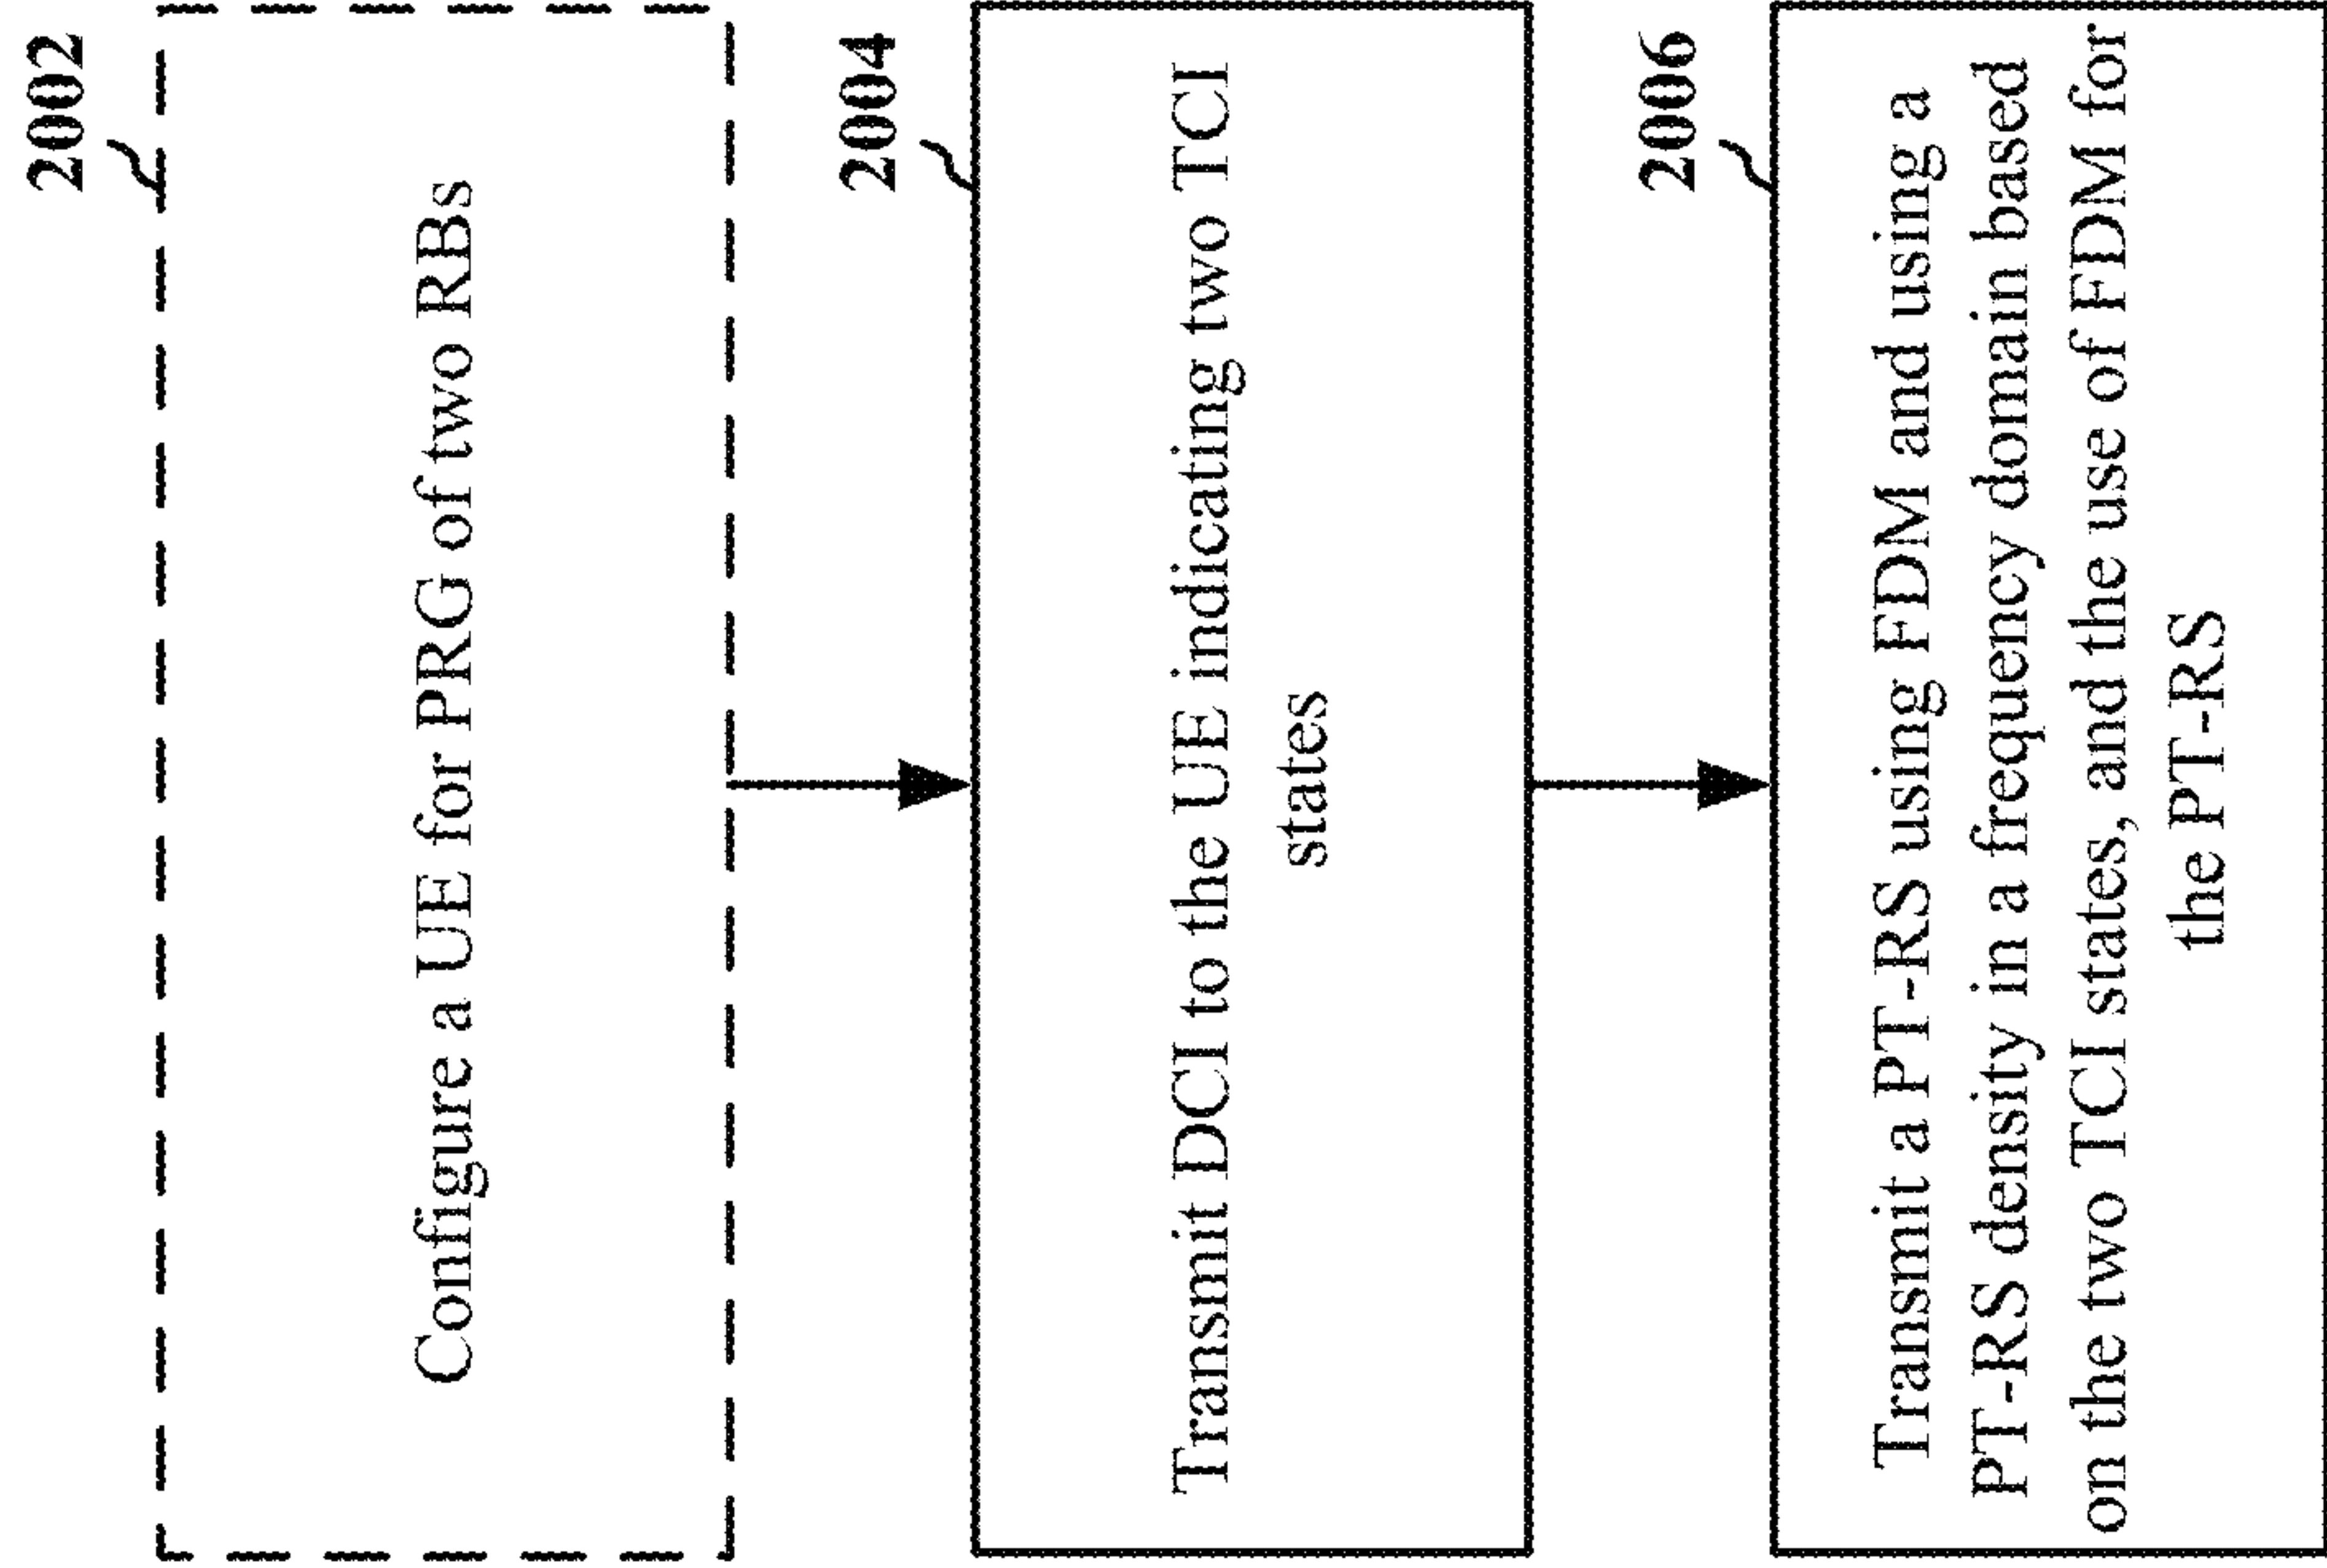 2002
Configure a UE for PRG of two RBs
2004
Transmit DCI to the UE indicating two TCI
states
2006
Transmit a PT-RS using FDM and using a
PT-RS density in a frequency domain based
on the two TCI states, and the use of FDM for
the PT-RS